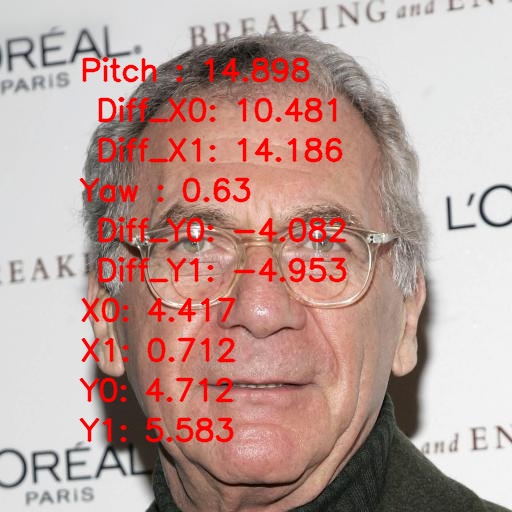 BREAKING and EN
ORÉAL
PARIS
Pitch : 14.898
Diff_X0: 10.481
Diff_X1: 14.186
Yaw : 0.63
L'O
Diff_Y0: -4.082
REAKI
Diff_Y1: -4.953
X0: 4.417
X1: 0.712
Y0: 4.712
Y1: 5.583
and EN
ORÉAL
PARIS